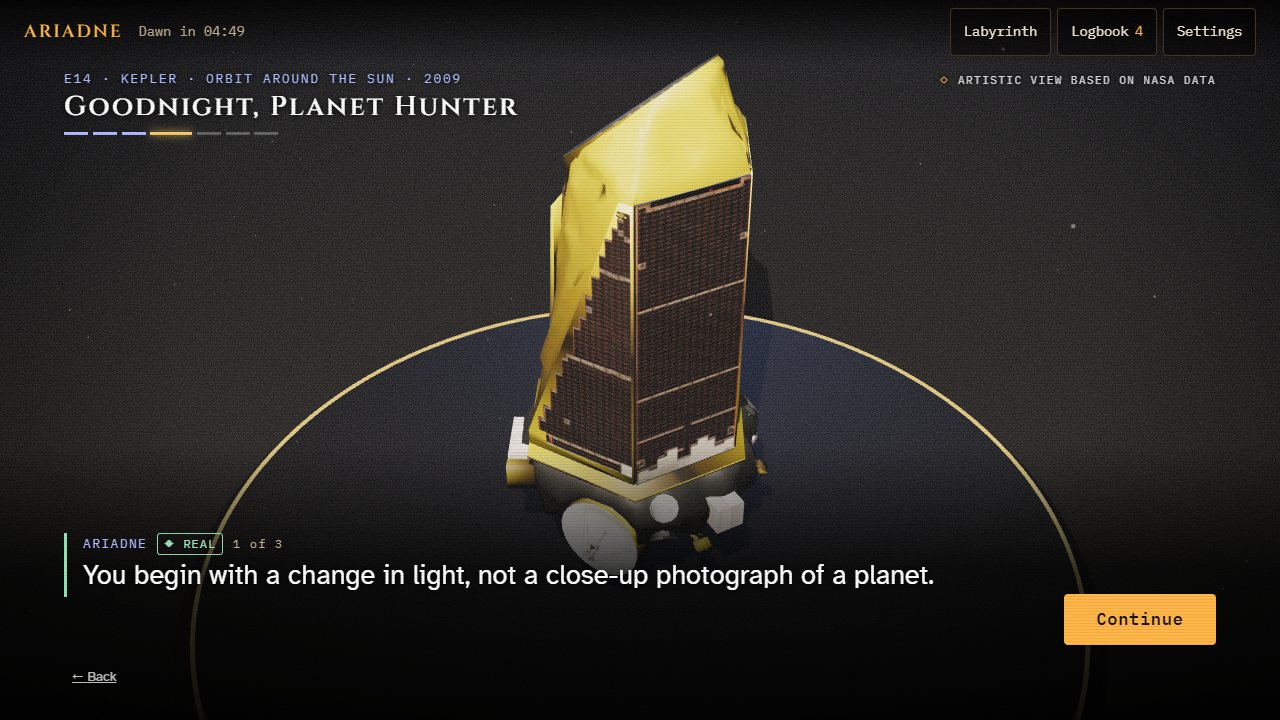 ARIADNE Dawn in 04:49 Labyrinth Logbook 4 Settings
E14 · KEPLER · ORBIT AROUND THE SUN · 2009
◇ ARTISTIC VIEW BASED ON NASA DATA
Goodnight, Planet Hunter
ARIADNE ◆ REAL 1 of 3
You begin with a change in light, not a close-up photograph of a planet.
Continue
← Back